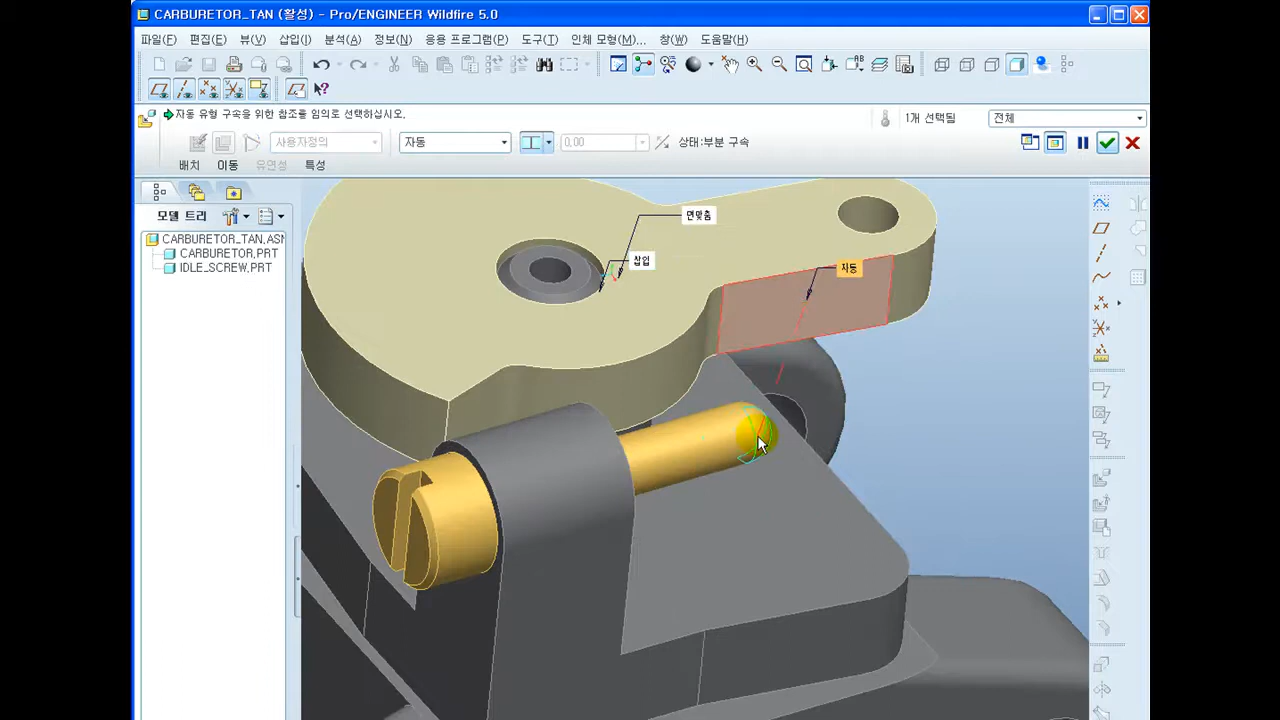 CARBURETOR_TAN (활성) - Pro/ENGINEER Wildfire 5.0
파일(F) 편집(E) 뷰(V) 삽입(I) 분석(A) 정보(N) 응용 프로그램(P) 도구(T) 인체 모형(M)... 창(W) 도움말(H)
자동 유형 구속을 위한 참조를 임의로 선택하십시오.
1개 선택됨
전체
사용자정의
자동
0,00
상태:부분 구속
배치 이동 유연성 특성
모델 트리
CARBURETOR_TAN,ASM
CARBURETOR,PRT
IDLE_SCREW,PRT
면맞춤
삽입
자동